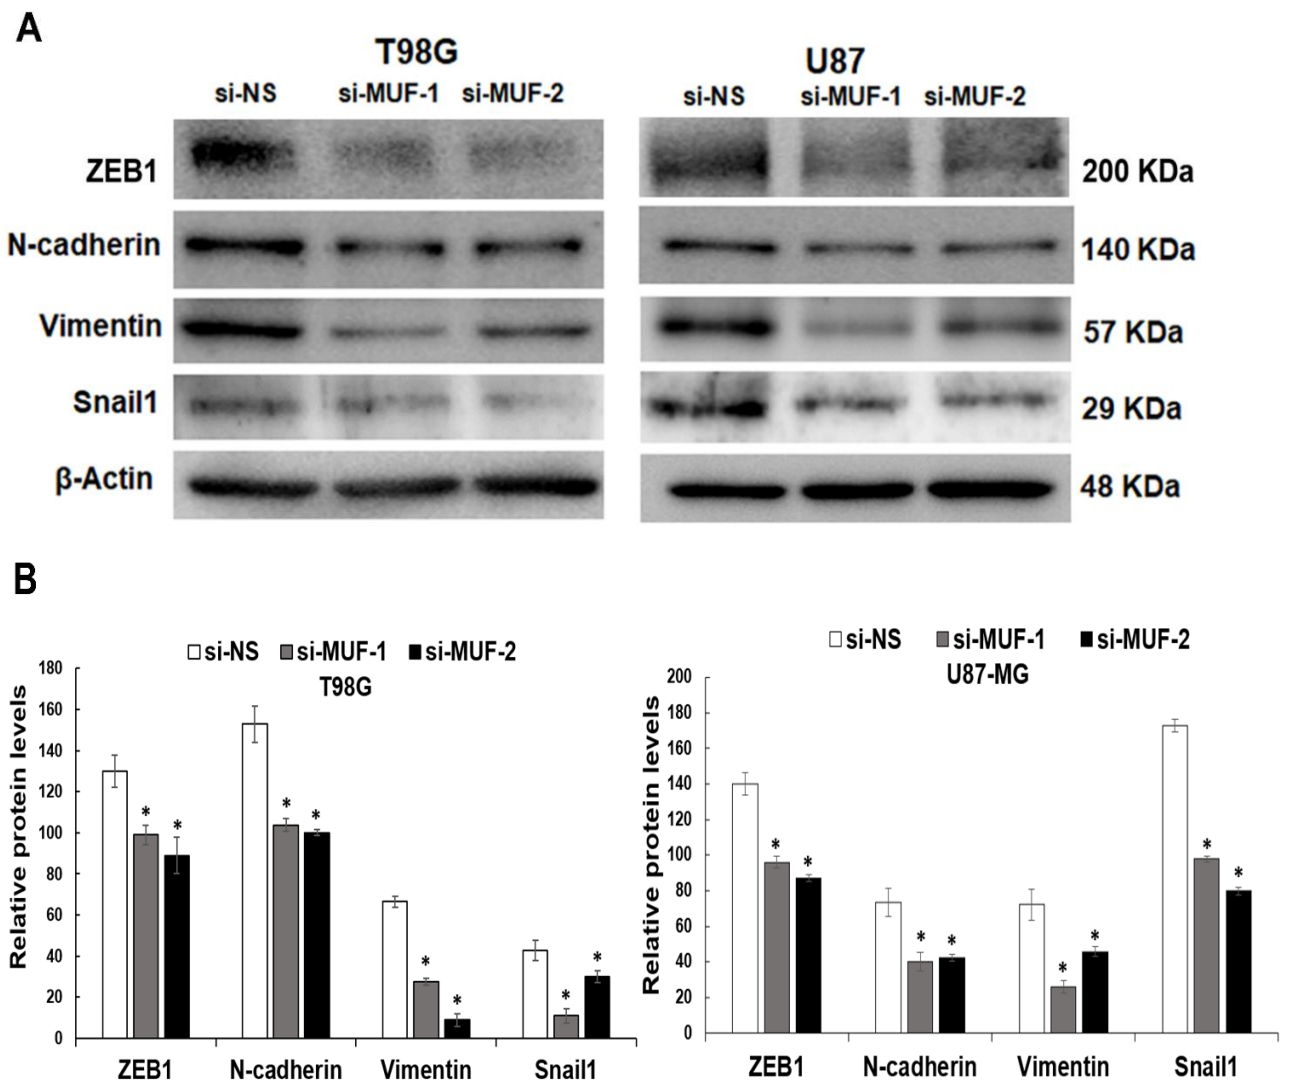 A
T98G
U87
si-NS si-MUF-1 si-MUF-2
si-NS si-MUF-1 si-MUF-2
ZEB1
200 KDa
N-cadherin
140 KDa
Vimentin
57 KDa
Snail1
29 KDa
β-Actin
48 KDa
B
si-NS si-MUF-1 si-MUF-2
T98G
Relative protein levels
180
160
140
120
100
80
60
40
20
0
* * * * * * * *
ZEB1 N-cadherin Vimentin Snail1
si-NS si-MUF-1 si-MUF-2
U87-MG
Relative protein levels
200
180
160
140
120
100
80
60
40
20
0
* * * * * * * *
ZEB1 N-cadherin Vimentin Snail1